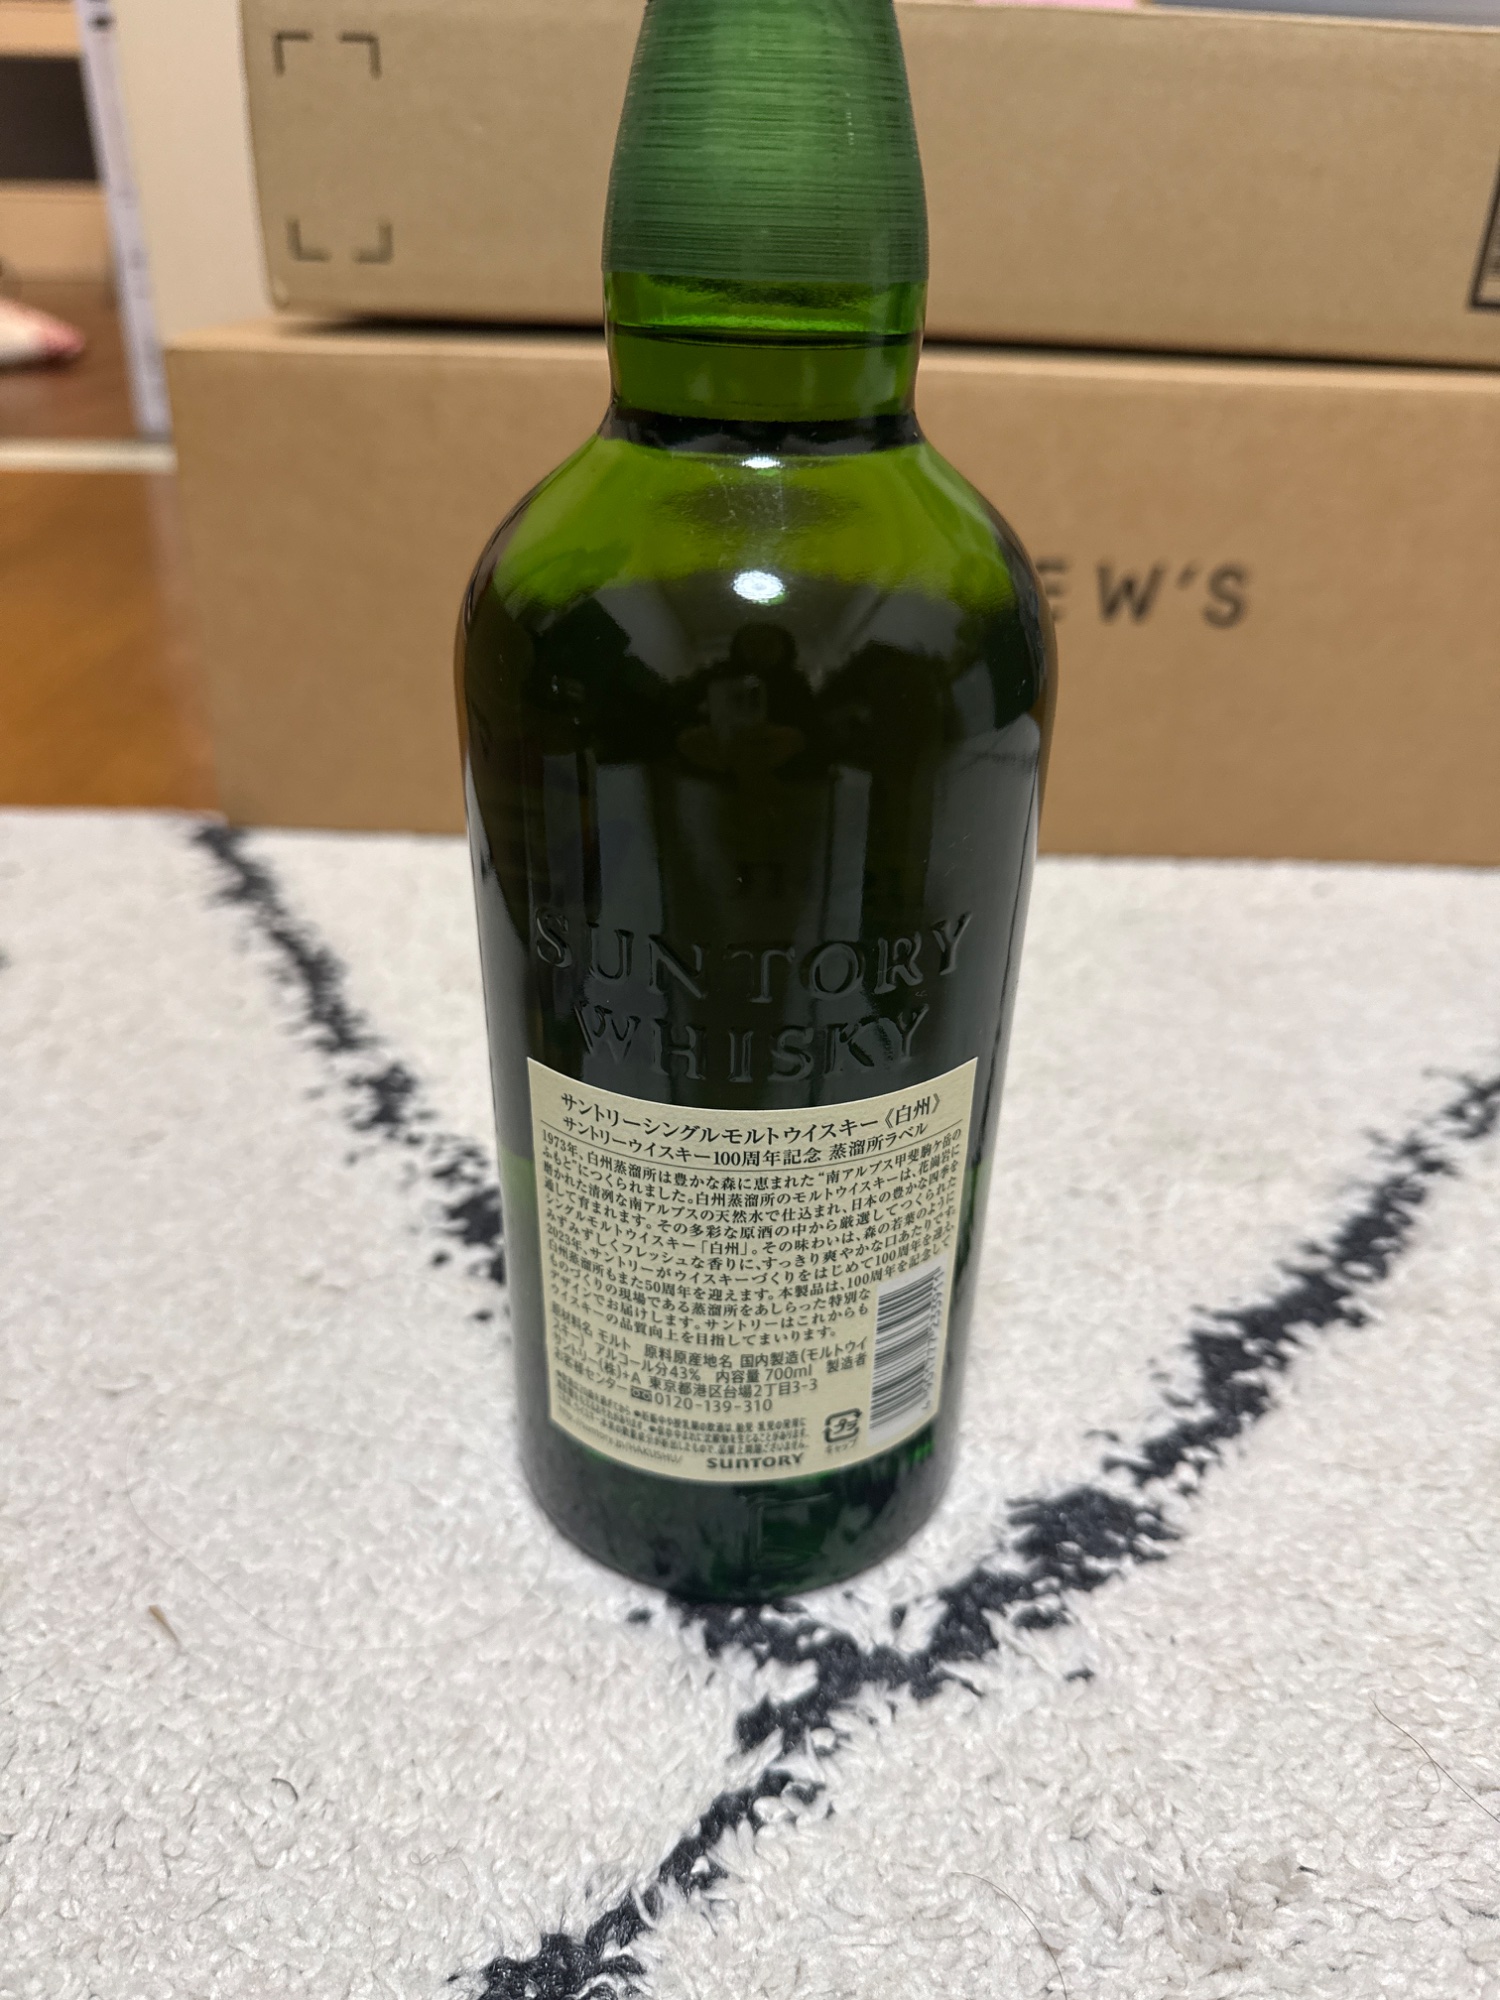 EW'S
SUNTORY
WHISKY
サントリーシングルモルトウイスキー《白州》
サントリーウイスキー100周年記念 蒸溜所ラベル
1973年、白州蒸溜所は豊かな森に恵まれた"南アルプス甲斐駒ケ岳の
ふもと"につくられました。白州蒸溜所のモルトウイスキーは、花崗岩に
磨かれた清冽な南アルプスの天然水で仕込まれ、日本の豊かな四季を
通して育まれます。その多彩な原酒の中から厳選してつくられた
シングルモルトウイスキー「白州」。その味わいは、森の若葉のように
みずみずしくフレッシュな香りに、すっきり爽やかな口あたりです。
2023年、サントリーがウイスキーづくりをはじめて100周年を迎え、
白州蒸溜所もまた50周年を迎えます。本製品は、100周年を記念して
ものづくりの現場である蒸溜所をあしらった特別な
デザインでお届けします。サントリーはこれからも
ウイスキーの品質向上を目指してまいります。
原材料名 モルト 原料原産地名 国内製造(モルトウイ
スキー) アルコール分43% 内容量 700ml 製造者
サントリー(株)+A 東京都港区台場2丁目3-3
お客様センター 0120-139-310
キャップ
SUNTORY